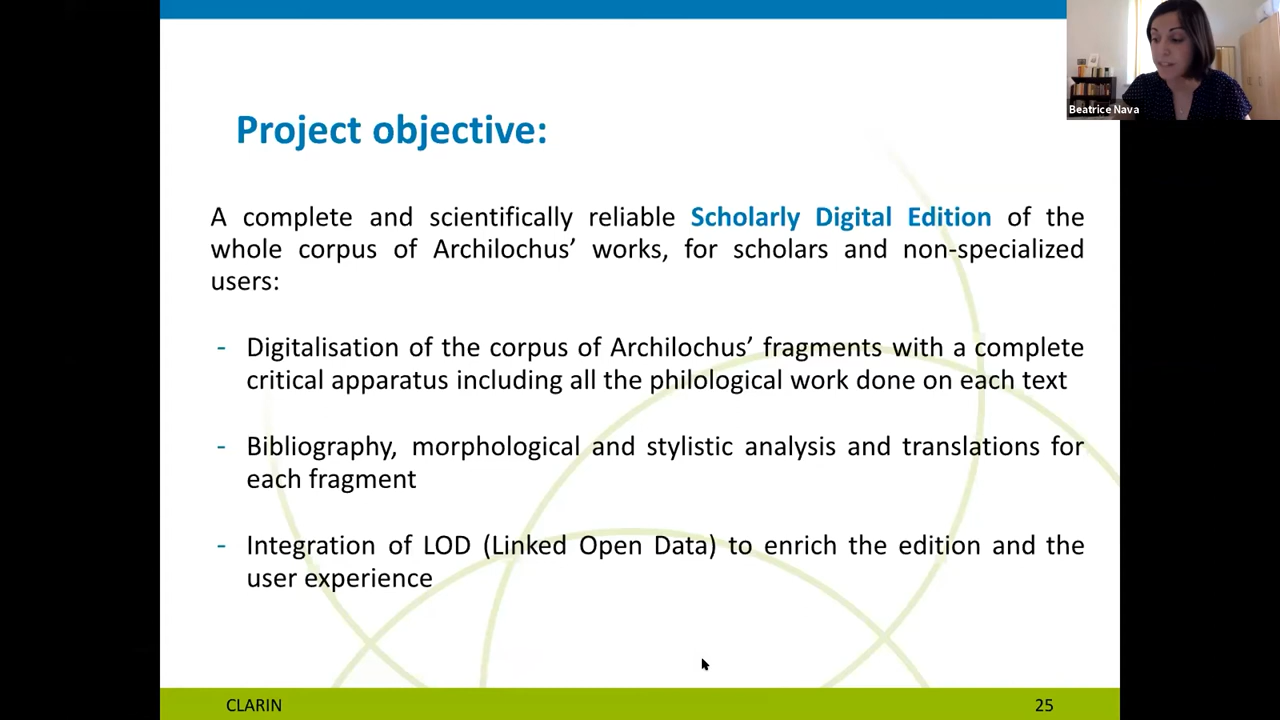 Beatrice Nava
Project objective:
A complete and scientifically reliable Scholarly Digital Edition of the
whole corpus of Archilochus’ works, for scholars and non-specialized
users:
- Digitalisation of the corpus of Archilochus’ fragments with a complete
critical apparatus including all the philological work done on each text
- Bibliography, morphological and stylistic analysis and translations for
each fragment
- Integration of LOD (Linked Open Data) to enrich the edition and the
user experience
CLARIN
25